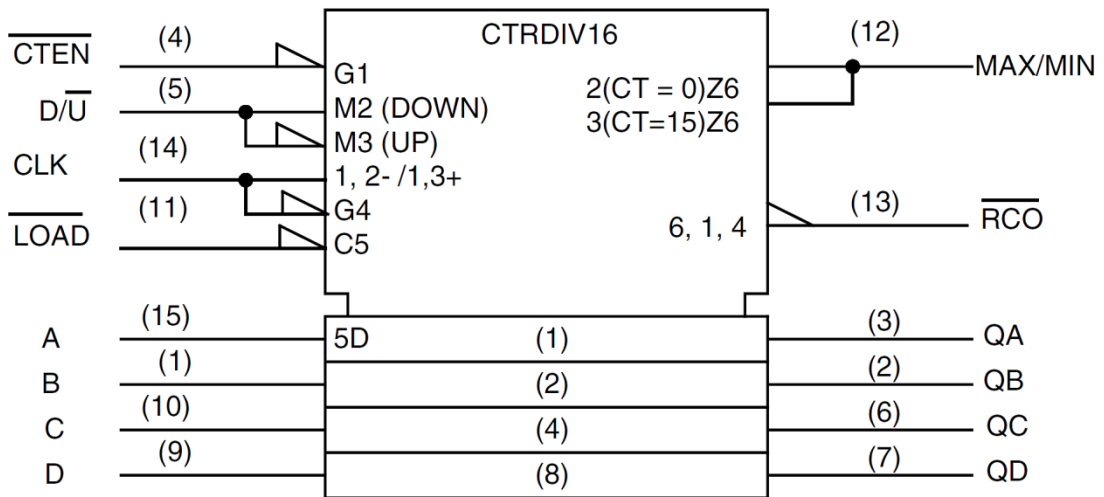 CTRDIV16
CTEN (4) G1 (12) MAX/MIN
D/U (5) M2 (DOWN) 2(CT = 0)Z6
M3 (UP) 3(CT=15)Z6
CLK (14) 1, 2- /1,3+
G4
LOAD (11) C5 6, 1, 4 (13) RCO
A (15) 5D (1) (3) QA
B (1) (2) (2) QB
C (10) (4) (6) QC
D (9) (8) (7) QD